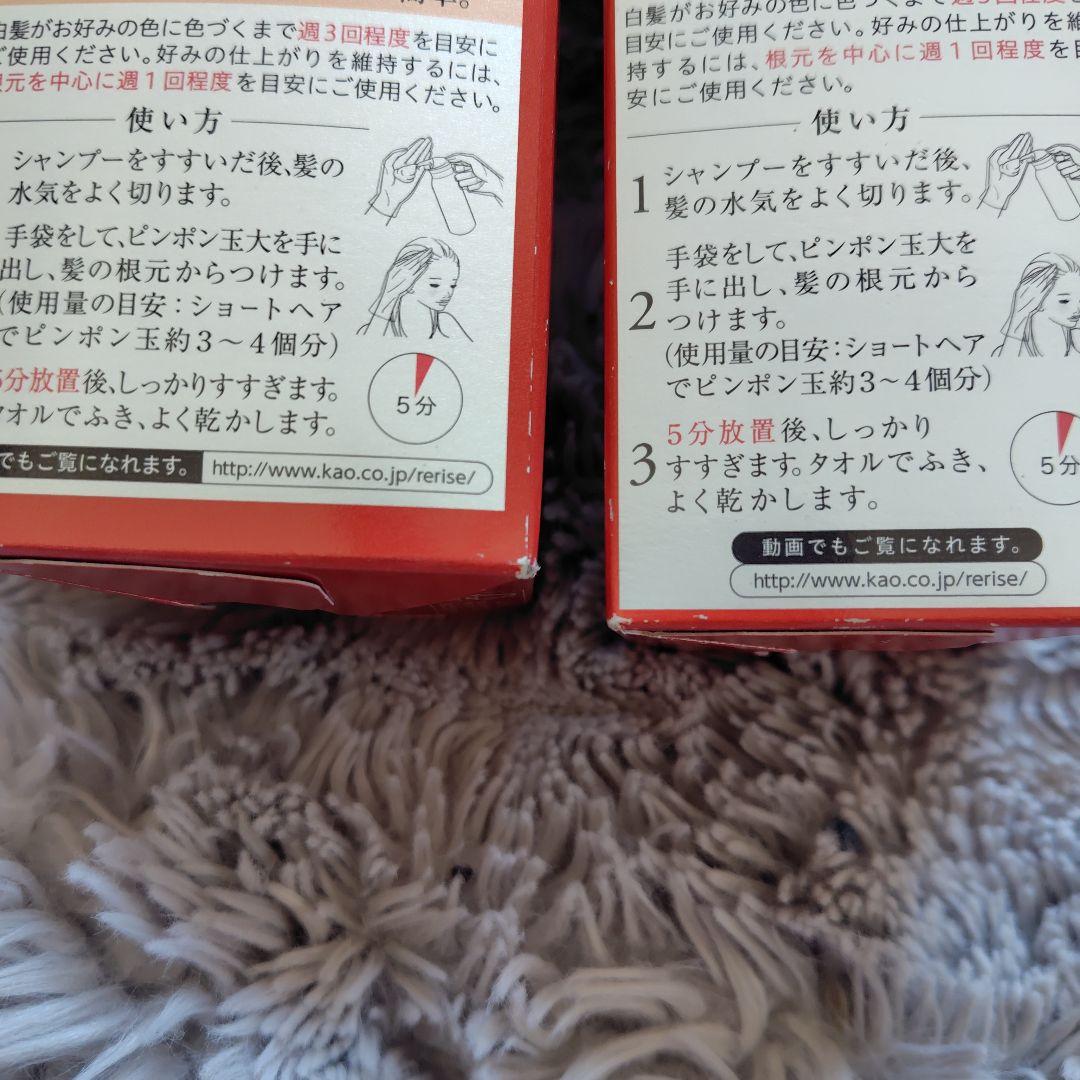 簡単。
白髪がお好みの色に色づくまで週3回程度を目安に
ご使用ください。好みの仕上がりを維持するには、
根元を中心に週1回程度を目安にご使用ください。
使い方
シャンプーをすすいだ後、髪の
水気をよく切ります。
手袋をして、ピンポン玉大を手に
出し、髪の根元からつけます。
(使用量の目安：ショートヘア
でピンポン玉約3〜4個分)
5分放置後、しっかりすすぎます。
タオルでふき、よく乾かします。
5分
でもご覧になれます。
http://www.kao.co.jp/rerise/
白髪がお好みの色に色づくまで週3回程度を
目安にご使用ください。好みの仕上がりを維
持するには、根元を中心に週1回程度を目
安にご使用ください。
使い方
1 シャンプーをすすいだ後、
髪の水気をよく切ります。
2 手袋をして、ピンポン玉大を
手に出し、髪の根元から
つけます。
(使用量の目安：ショートヘア
でピンポン玉約3〜4個分)
3 5分放置後、しっかり
すすぎます。タオルでふき、
よく乾かします。
5分
動画でもご覧になれます。
http://www.kao.co.jp/rerise/